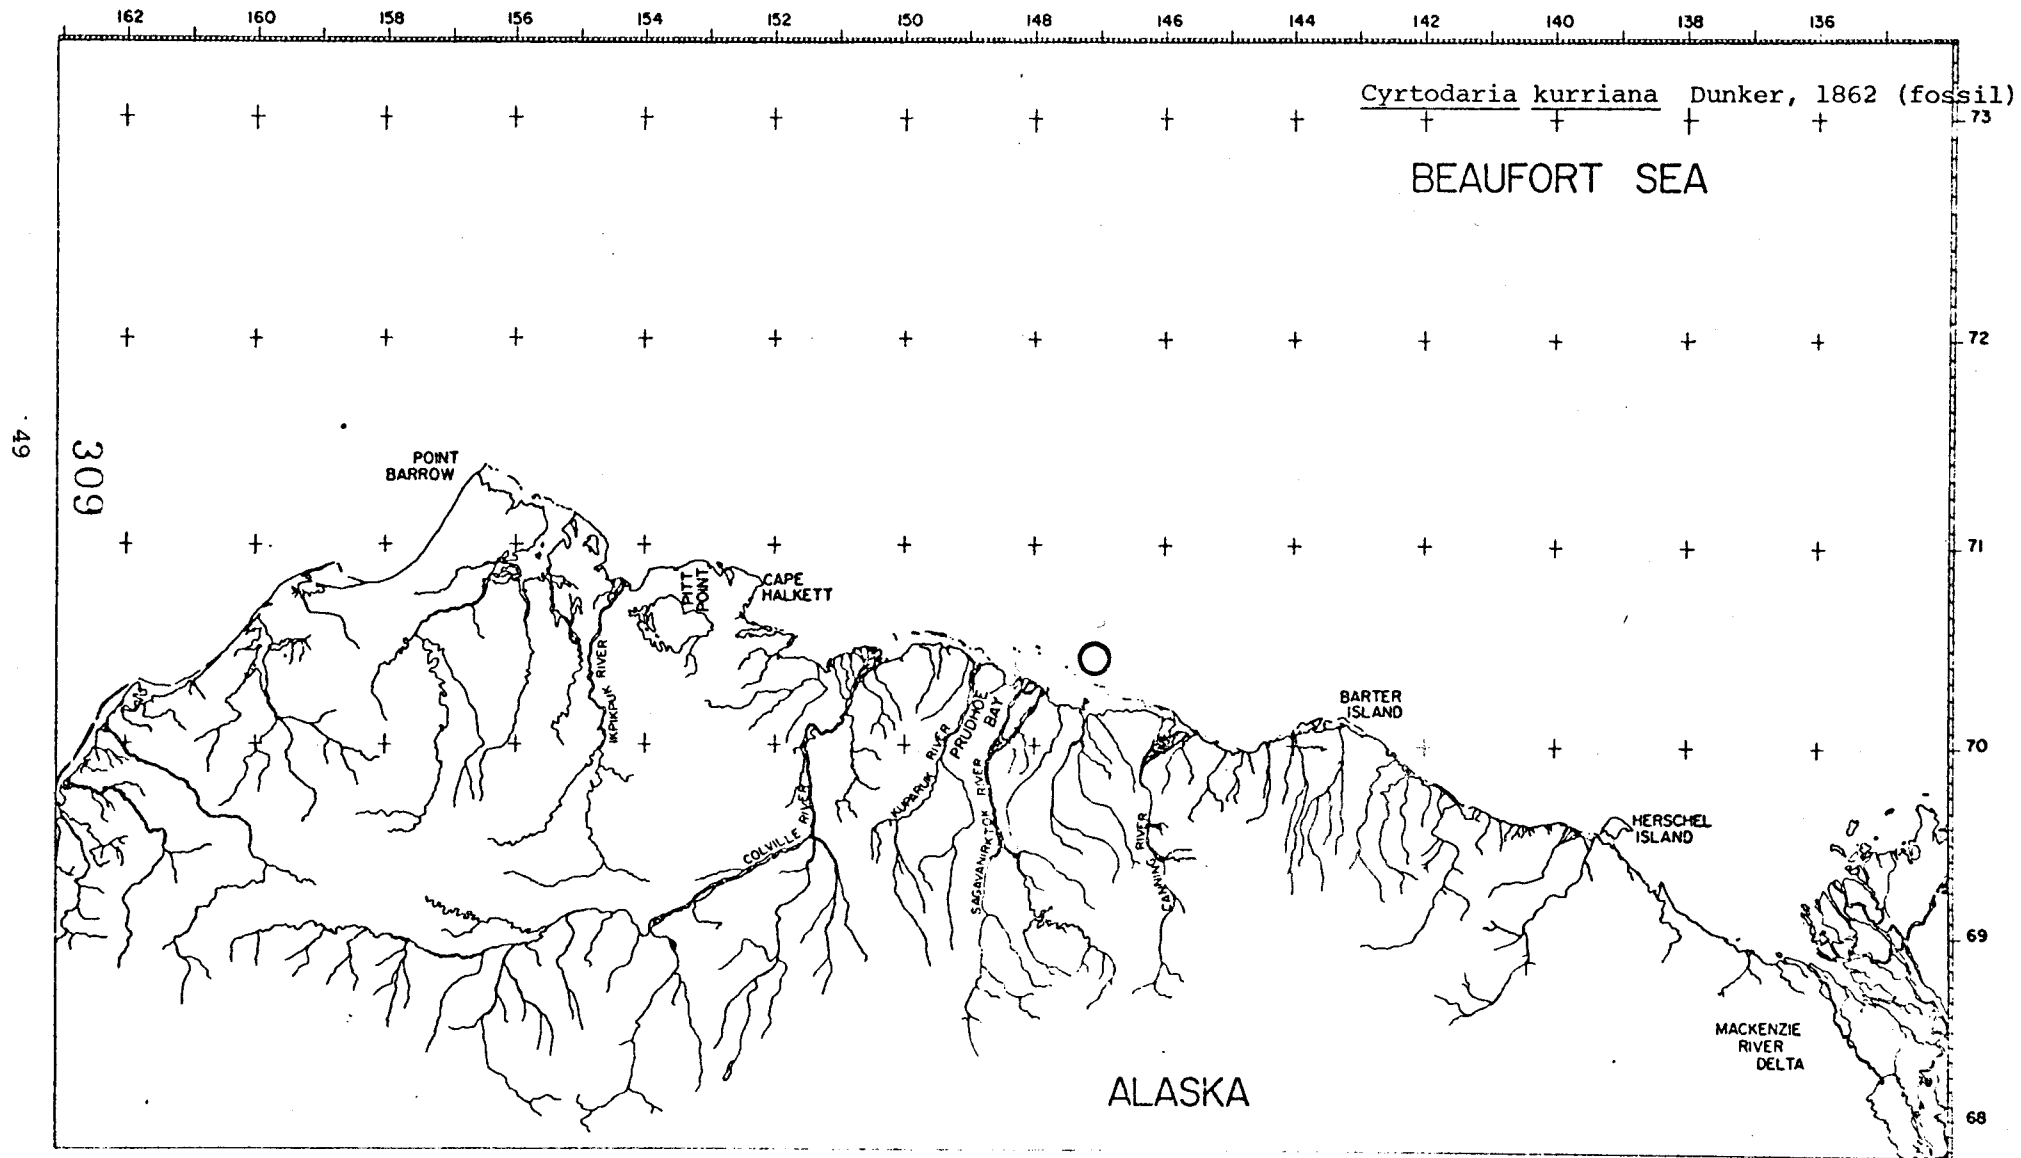 162 160 158 156 154 152 150 148 146 144 142 140 138 136
Cyrtodaria kurriana Dunker, 1862 (fossil)
73
BEAUFORT SEA
72
49
309
POINT
BARROW
71
PITT
POINT
CAPE
HALKETT
IKPIKPUK RIVER
BARTER
ISLAND
PRUDHOE
BAY
70
KUPARUK RIVER
SAGAVANIRKTOK RIVER
COLVILLE RIVER
CANNING RIVER
HERSCHEL
ISLAND
69
MACKENZIE
RIVER
DELTA
ALASKA
68